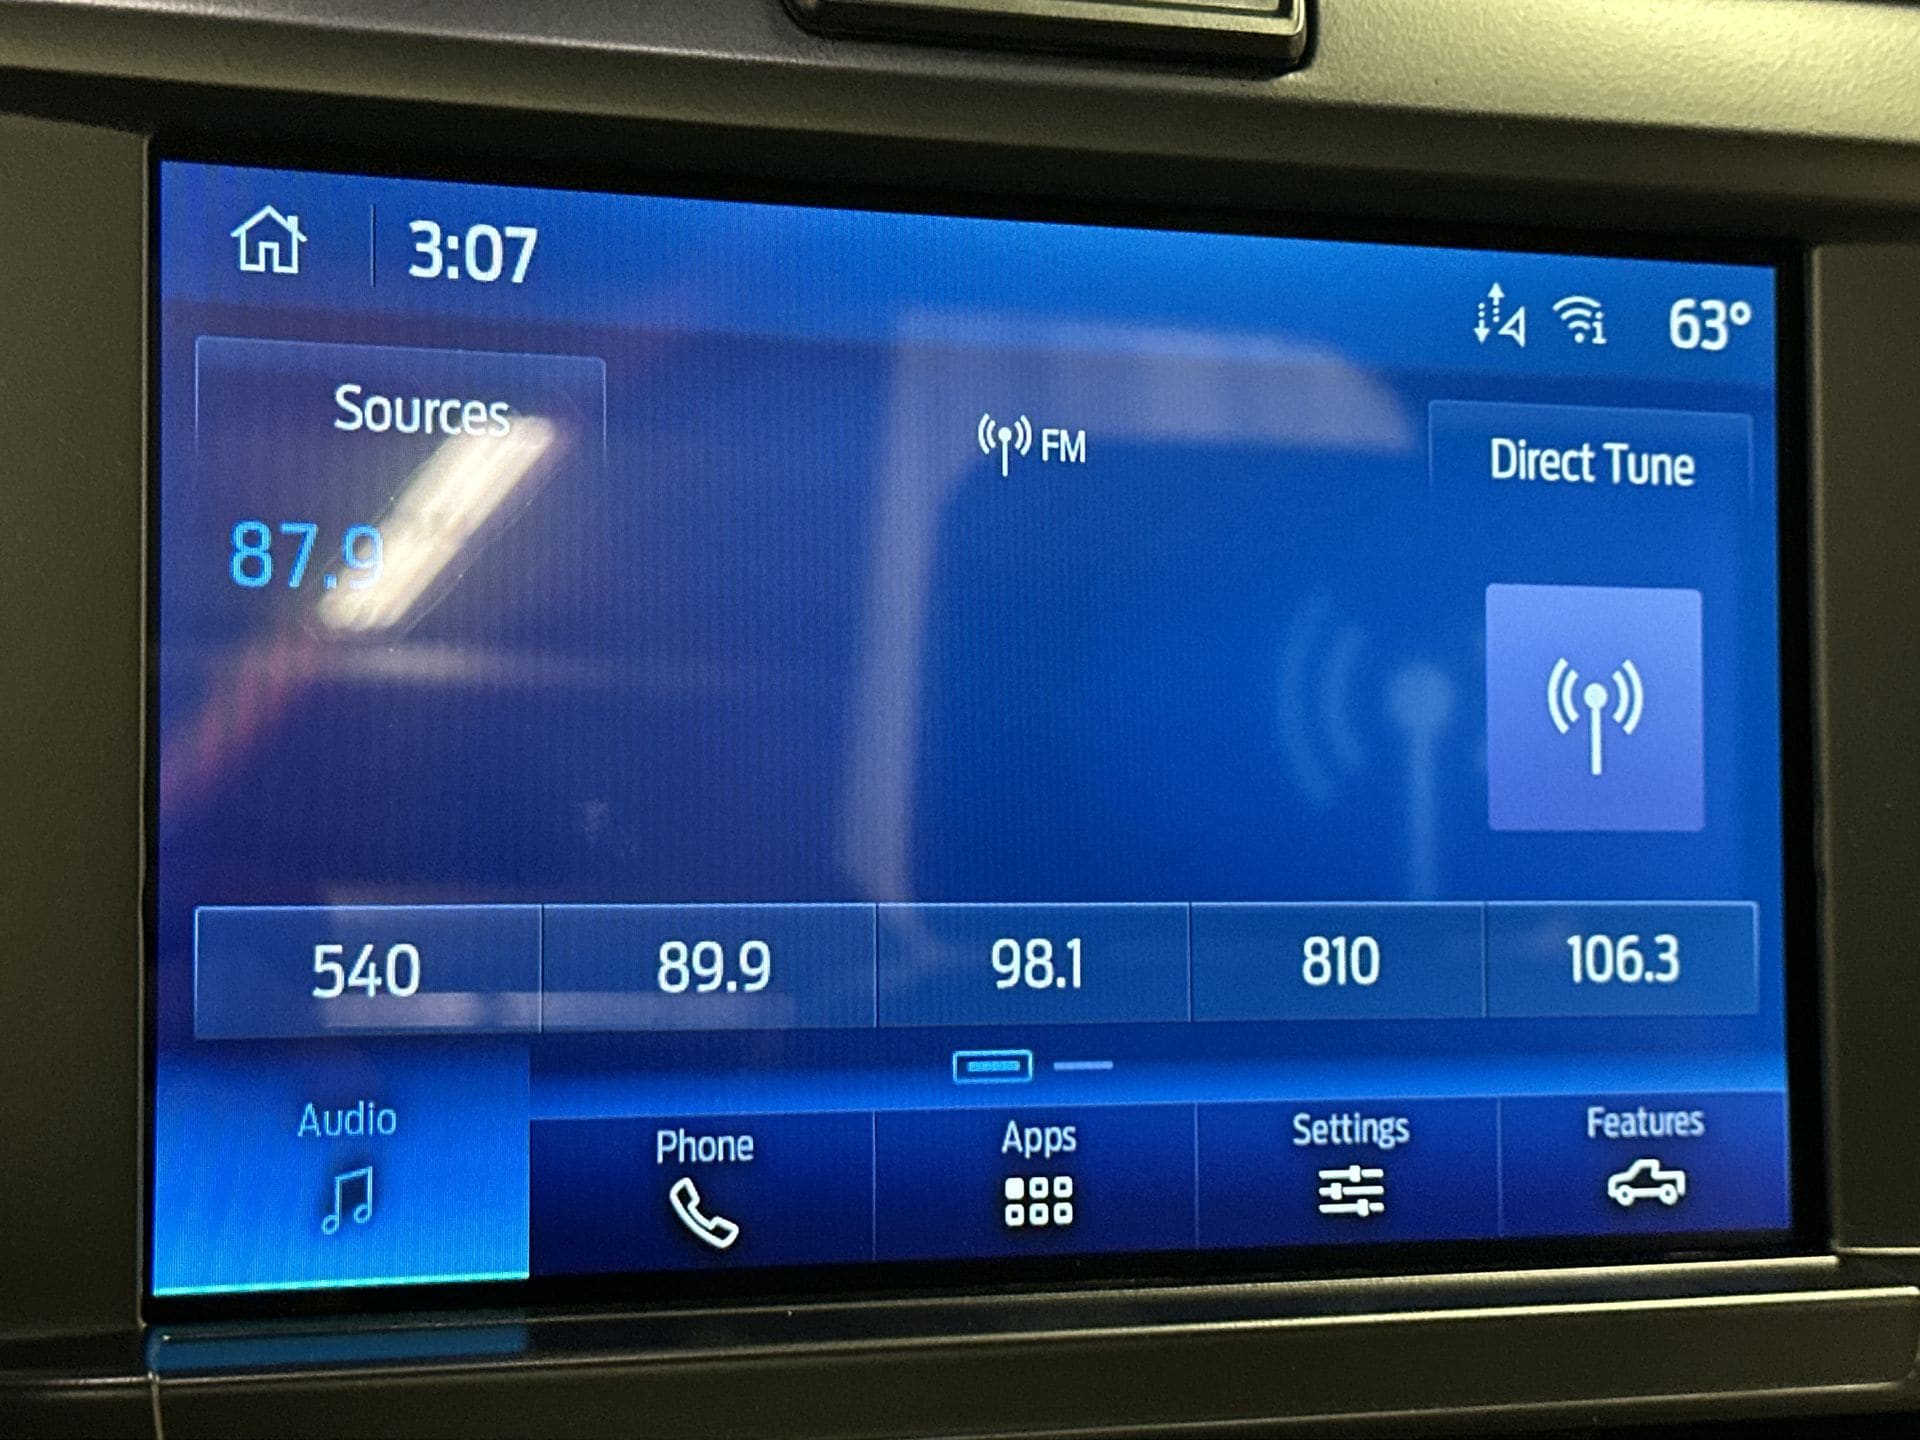 3:07
63°
Sources
FM
Direct Tune
87.9
540
89.9
98.1
810
106.3
Audio
Phone
Apps
Settings
Features